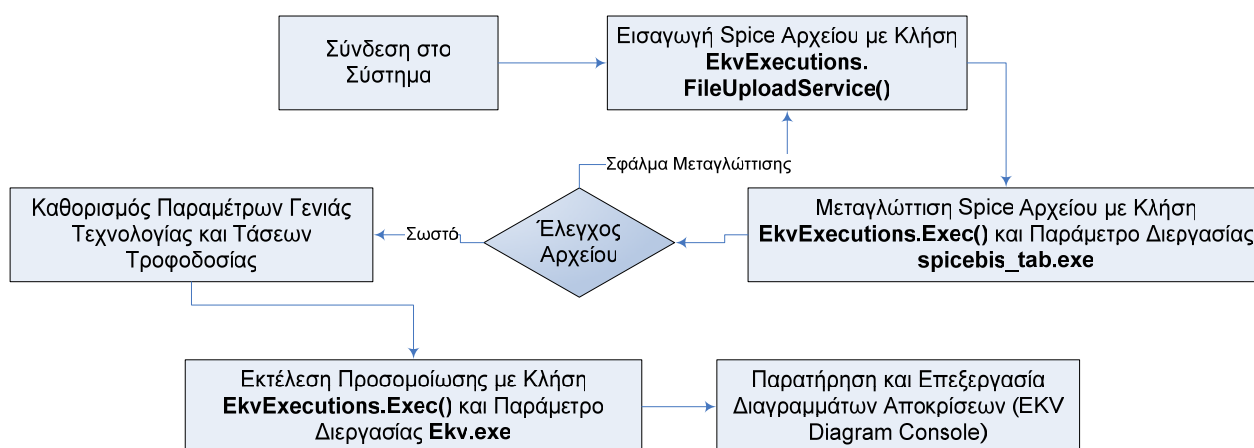 Σύνδεση στο
Σύστημα
Εισαγωγή Spice Αρχείου με Κλήση
EkvExecutions.
FileUploadService()
Σφάλμα Μεταγλώττισης
Μεταγλώττιση Spice Αρχείου με Κλήση
EkvExecutions.Exec() και Παράμετρο Διεργασίας
spicebis_tab.exe
Έλεγχος
Αρχείου
Σωστό
Καθορισμός Παραμέτρων Γενιάς
Τεχνολογίας και Τάσεων
Τροφοδοσίας
Εκτέλεση Προσομοίωσης με Κλήση
EkvExecutions.Exec() και Παράμετρο
Διεργασίας Ekv.exe
Παρατήρηση και Επεξεργασία
Διαγραμμάτων Αποκρίσεων (EKV
Diagram Console)